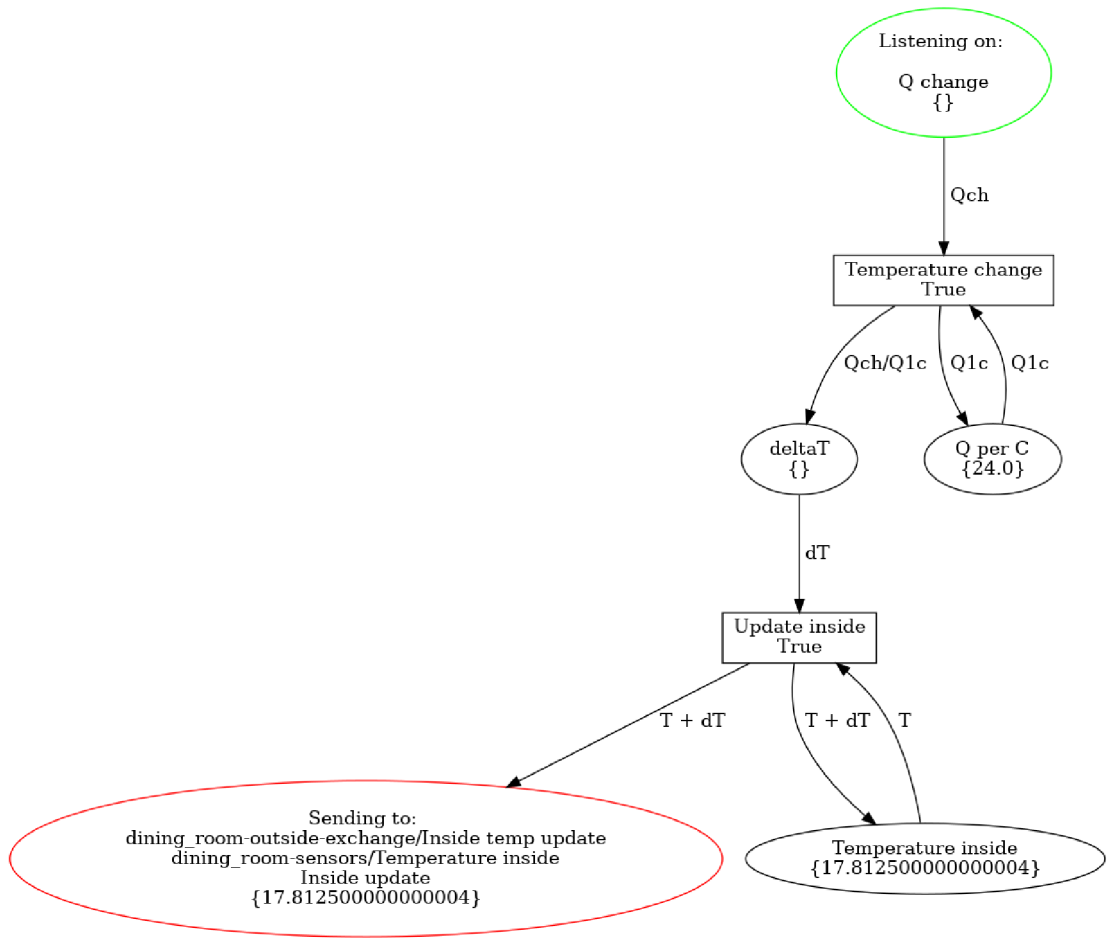 Listening on:
Q change
{}
Qch
Temperature change
True
Qch/Q1c
Q1c
Q1c
deltaT
{}
Q per C
{24.0}
dT
Update inside
True
T + dT
T + dT
T
Sending to:
dining_room-outside-exchange/Inside temp update
dining_room-sensors/Temperature inside
Inside update
{17.812500000000004}
Temperature inside
{17.812500000000004}